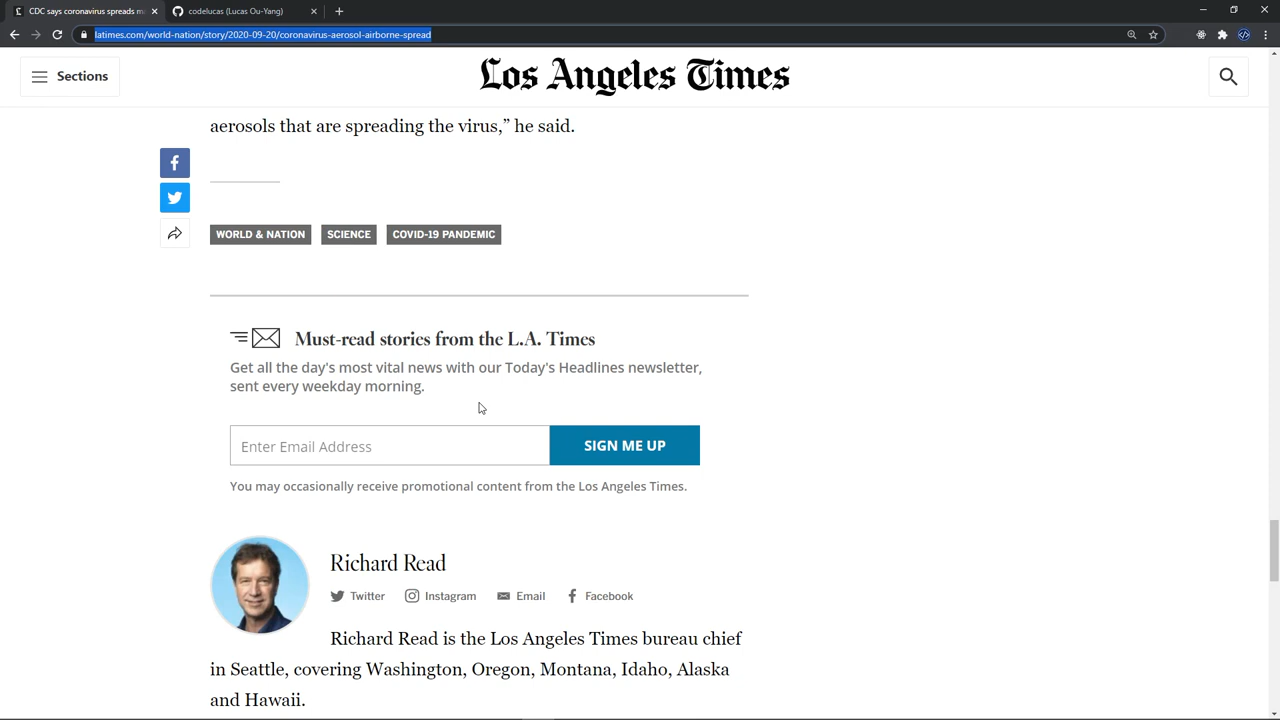 CDC says coronavirus spreads m
codelucas (Lucas Ou-Yang)
latimes.com/world-nation/story/2020-09-20/coronavirus-aerosol-airborne-spread
Sections
Los Angeles Times
aerosols that are spreading the virus,” he said.
WORLD & NATION SCIENCE COVID-19 PANDEMIC
Must-read stories from the L.A. Times
Get all the day's most vital news with our Today's Headlines newsletter,
sent every weekday morning.
Enter Email Address SIGN ME UP
You may occasionally receive promotional content from the Los Angeles Times.
Richard Read
Twitter Instagram Email Facebook
Richard Read is the Los Angeles Times bureau chief
in Seattle, covering Washington, Oregon, Montana, Idaho, Alaska
and Hawaii.